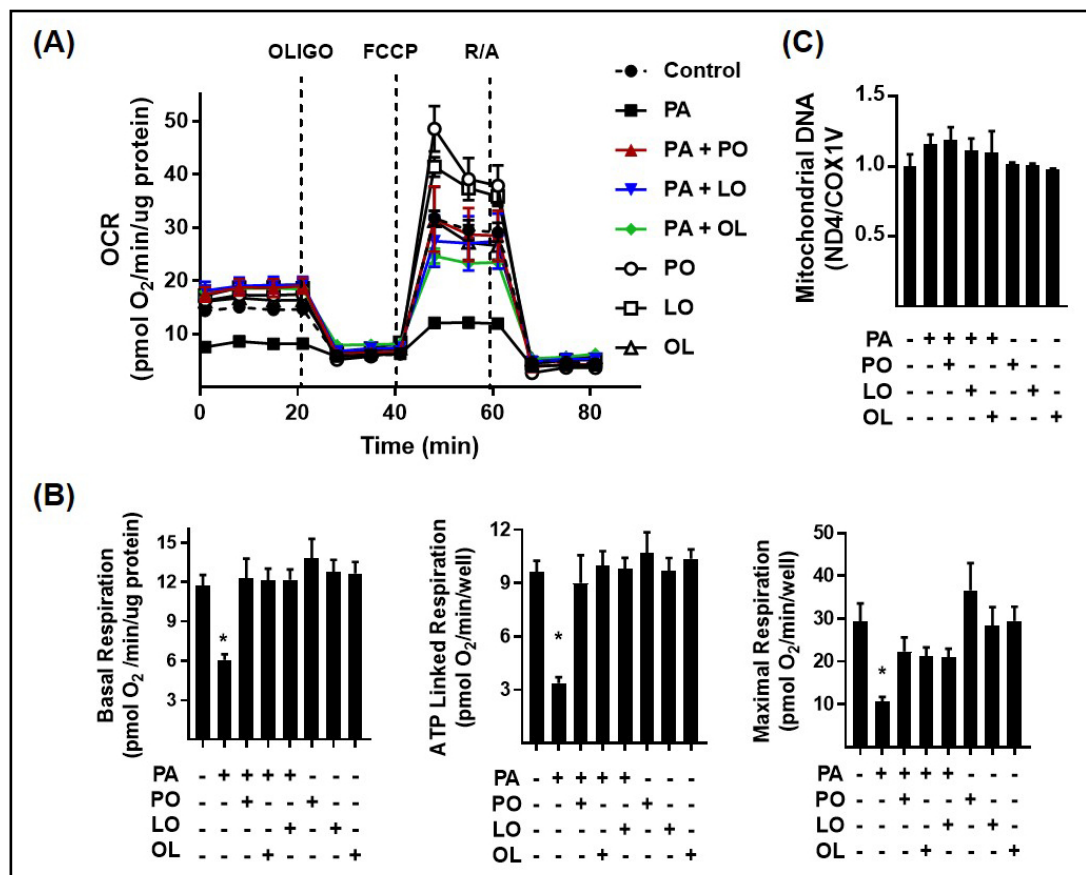 (A)
OLIGO FCCP R/A
OCR
(pmol O₂/min/ug protein)
50
40
30
20
10
0 20 40 60 80
Time (min)
Control
PA
PA + PO
PA + LO
PA + OL
PO
LO
OL
(C)
Mitochondrial DNA
(ND4/COX1V)
1.5
1.0
0.5
PA - + + + + - - -
PO - - + - - + - -
LO - - - + - - + -
OL - - - - + - - +
(B)
Basal Respiration
(pmol O₂ /min/ug protein)
15
12
9
6
3
*
PA - + + + + - - -
PO - - + - - + - -
LO - - - - + - + -
OL - - - + - - - +
ATP Linked Respiration
(pmol O₂/min/well)
12
9
6
3
*
PA - + + + + - - -
PO - - + - - + - -
LO - - - - + - + -
OL - - - + - - - +
Maximal Respiration
(pmol O₂/min/well)
50
40
30
20
10
*
PA - + + + + - - -
PO - - + - - + - -
LO - - - - + - + -
OL - - - + - - - +